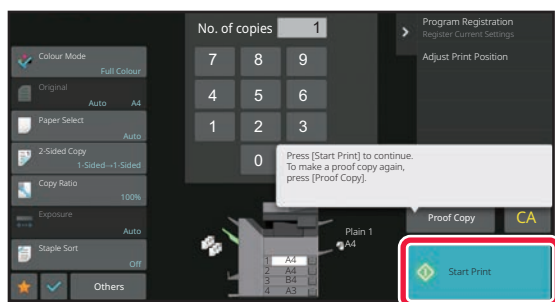 No. of copies 1
Program Registration
Register Current Settings
Adjust Print Position
Colour Mode
Full Colour
Original
Auto A4
Paper Select
Auto
2-Sided Copy
1-Sided→1-Sided
Copy Ratio
100%
Exposure
Auto
Staple Sort
Off
Others
7 8 9
4 5 6
1 2 3
0
Press [Start Print] to continue.
To make a proof copy again,
press [Proof Copy].
Plain 1
A4
1 A4
2 A4
3 B4
4 A3
Proof Copy
CA
Start Print